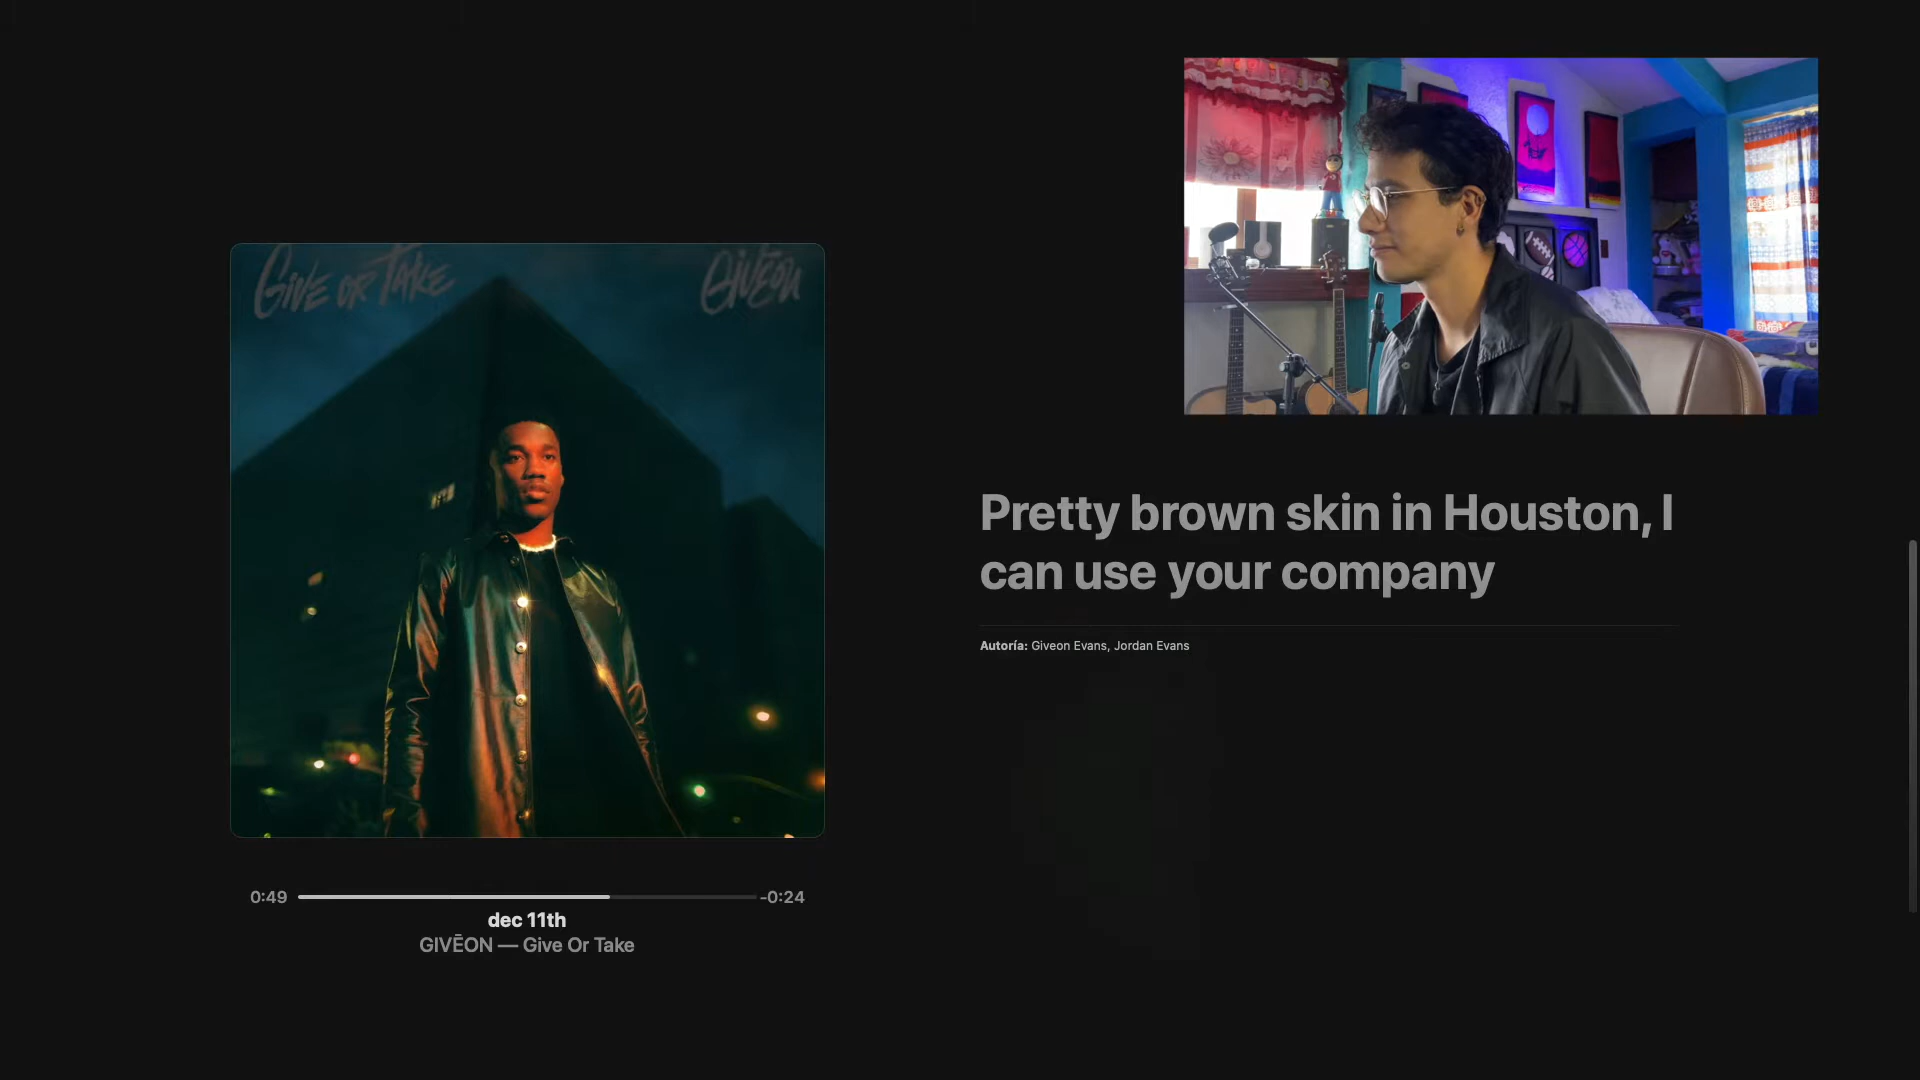 GIVE OR TAKE
GIVĒON
Pretty brown skin in Houston, I
can use your company
Autoría: Giveon Evans, Jordan Evans
0:49
-0:24
dec 11th
GIVĒON — Give Or Take